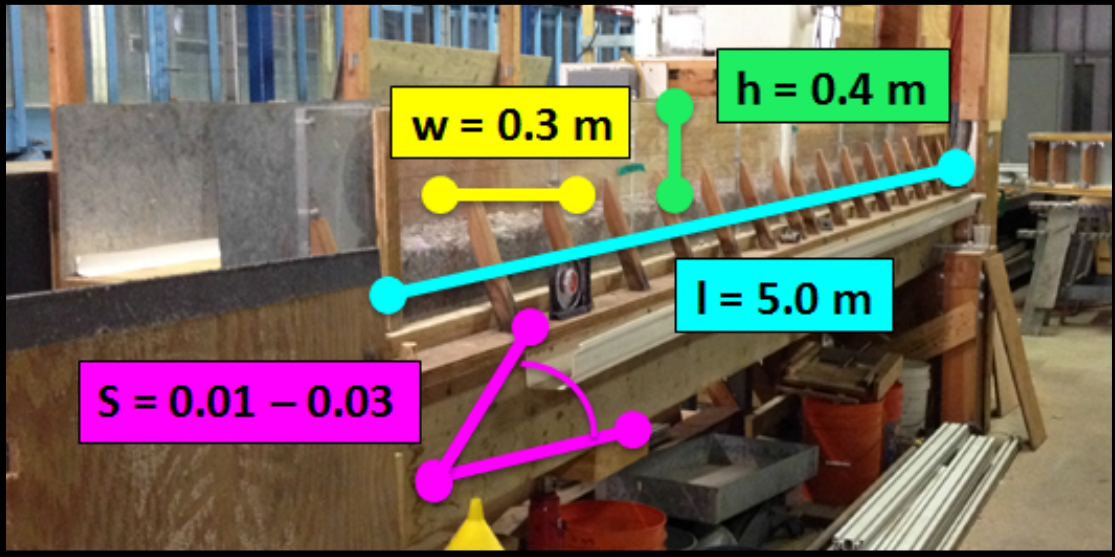 h = 0.4 m
w = 0.3 m
l = 5.0 m
S = 0.01 – 0.03